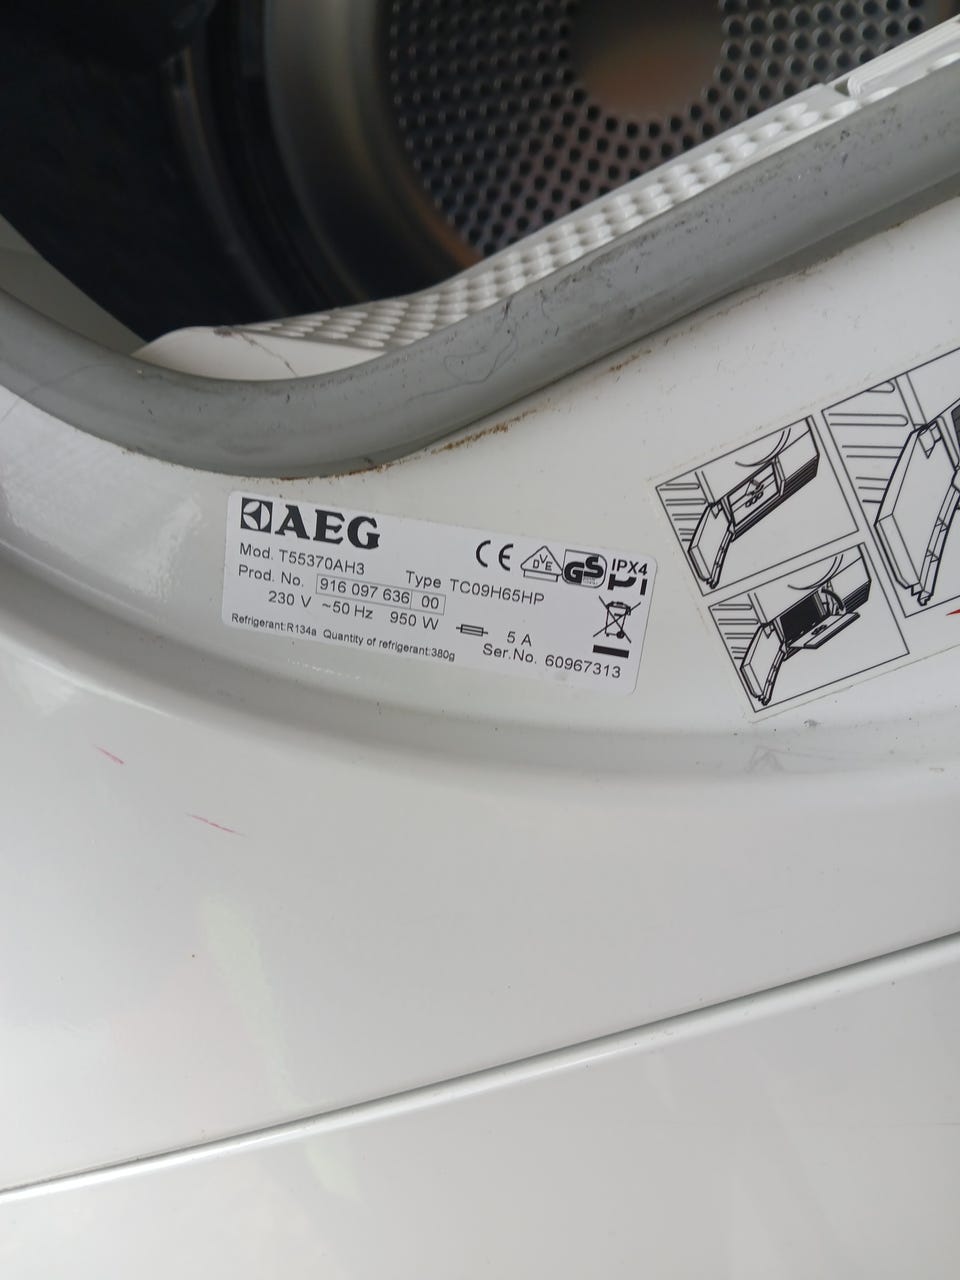 AEG
Mod. T55370AH3
Type TC09H65HP
Prod. No. 916 097 636 00
230 V ~50 Hz 950 W 5 A
Refrigerant:R134a Quantity of refrigerant:380g
Ser.No. 60967313
CE
DVE
GS
IPX4